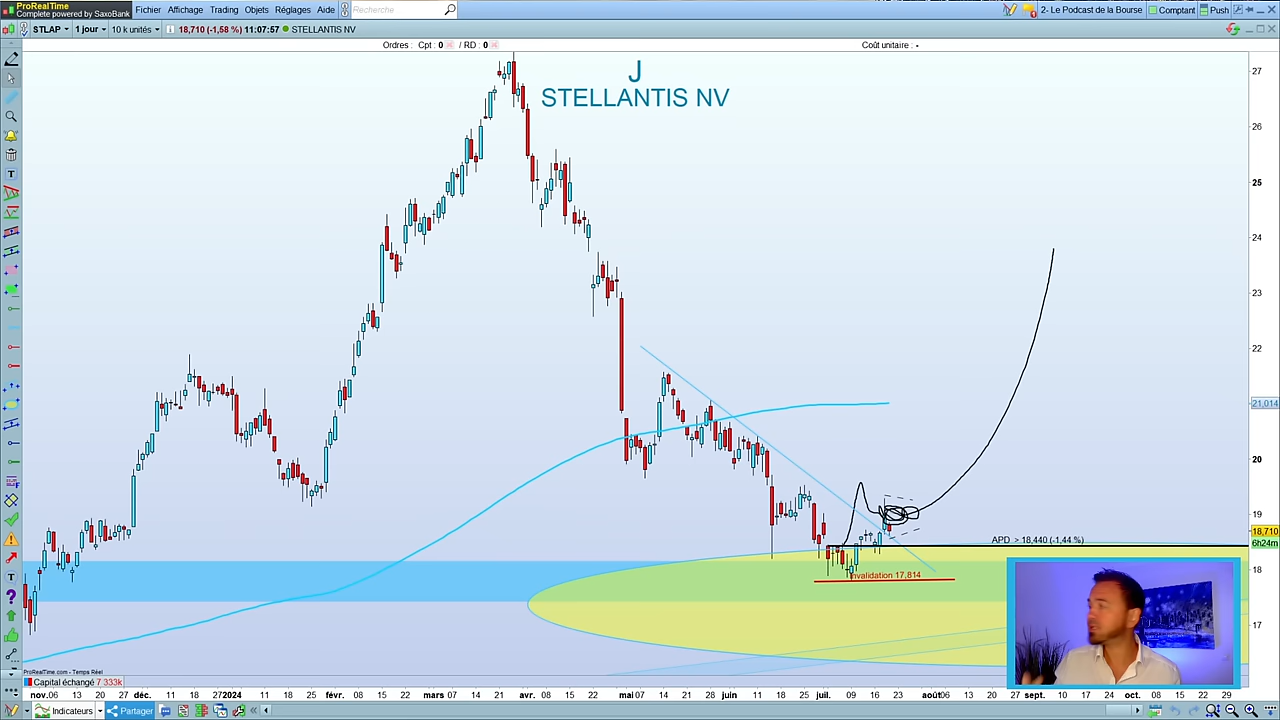 ProRealTime
Complete powered by SaxoBank
Fichier Affichage Trading Objets Réglages Aide
Recherche
2- Le Podcast de la Bourse
Comptant
Push
STLAP
1 jour
10 k unités
18,710 (-1,58 %) 11:07:57
STELLANTIS NV
Ordres : Cpt : 0 / RD : 0
Coût unitaire : -
J
STELLANTIS NV
27
26
25
24
23
22
21,014
20
19
18,710
6h24m
18
17
APD > 18,440 (-1,44 %)
Invalidation 17,814
ProRealTime.com - Temps Réel
Capital échangé 7 333k
nov. 06 13 20 27 déc. 11 18 27 2024 18 25 févr. 08 15 22 mars 07 14 21 avr. 08 15 22 mai 07 14 21 28 juin 11 18 25 juil. 09 16 23 août 06 13 20 27 sept. 10 17 24 oct. 08 15 22 29
Indicateurs
Partager